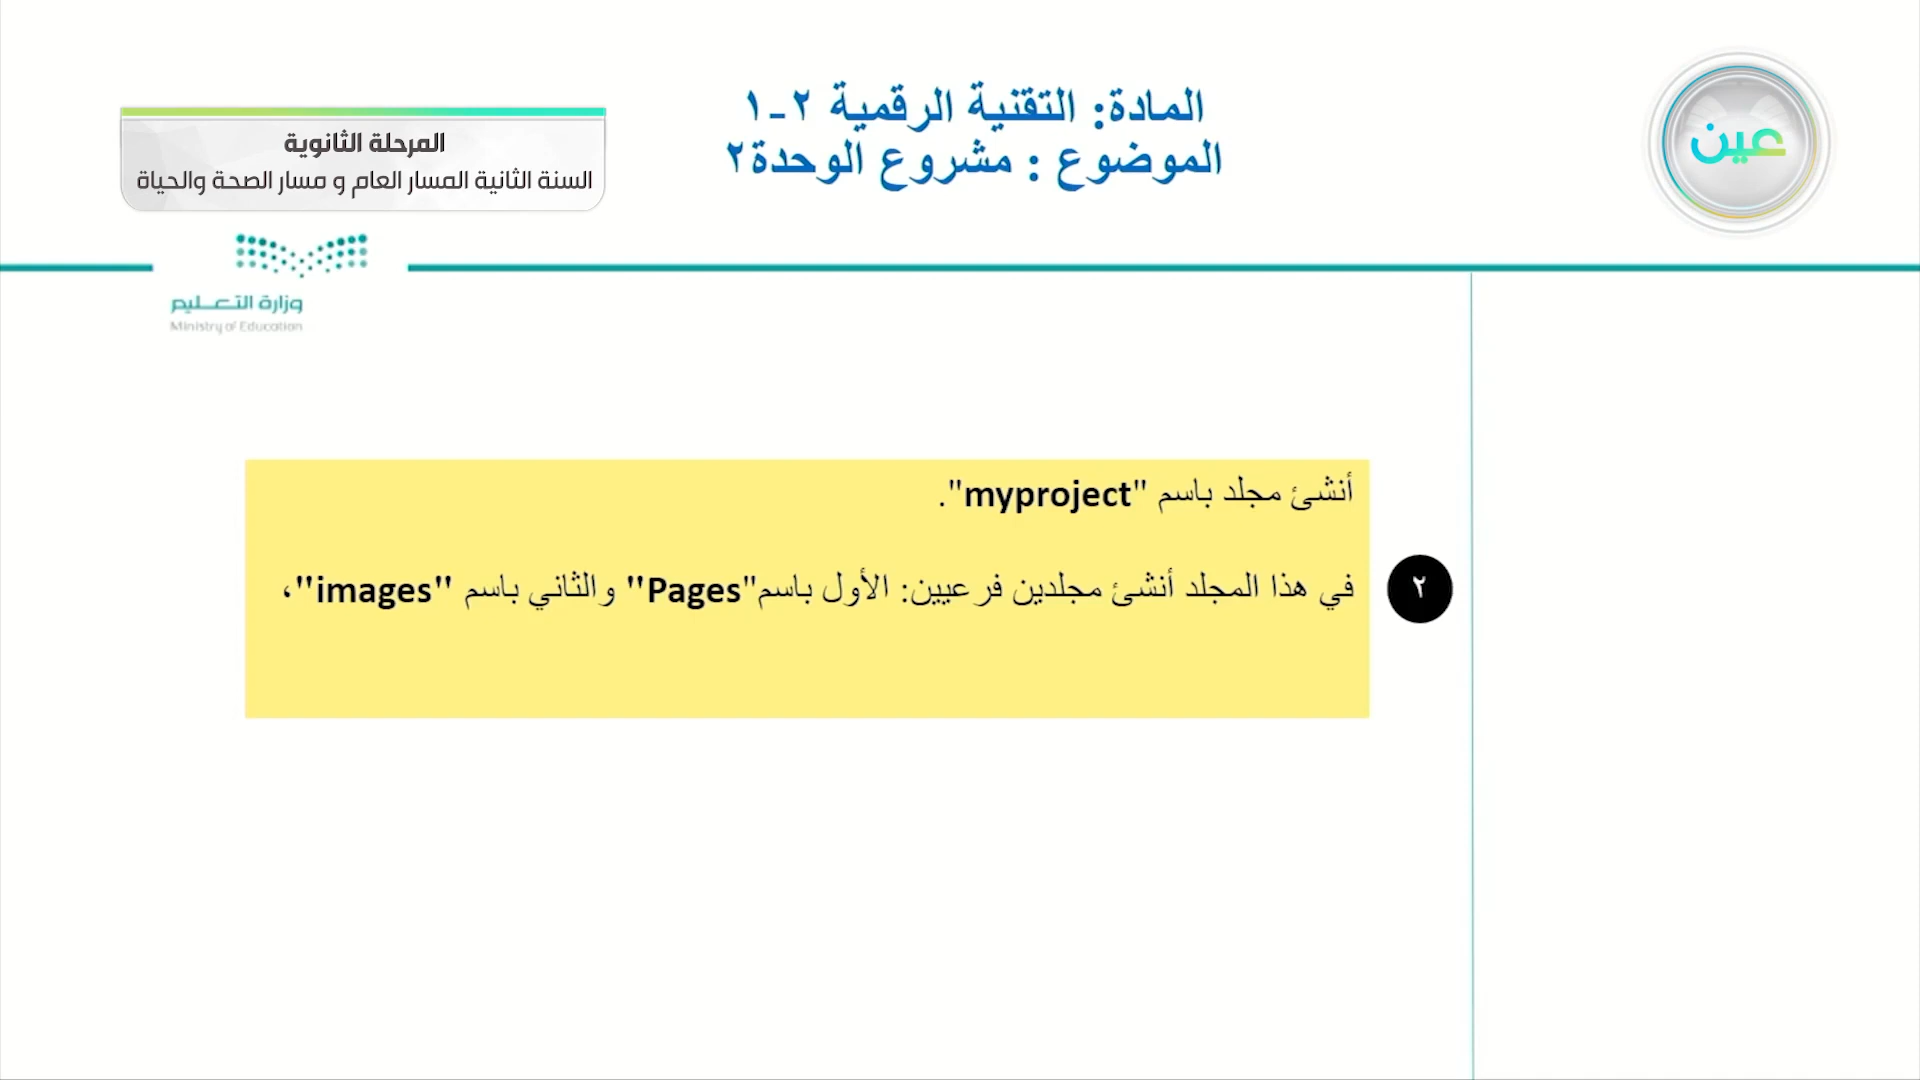 عين
المادة: التقنية الرقمية ٢-١
الموضوع : مشروع الوحدة٢
المرحلة الثانوية
السنة الثانية المسار العام و مسار الصحة والحياة
وزارة التعـــليم
Ministry of Education
أنشئ مجلد باسم "myproject".
٢
في هذا المجلد أنشئ مجلدين فرعيين: الأول باسم"Pages" والثاني باسم "images"،